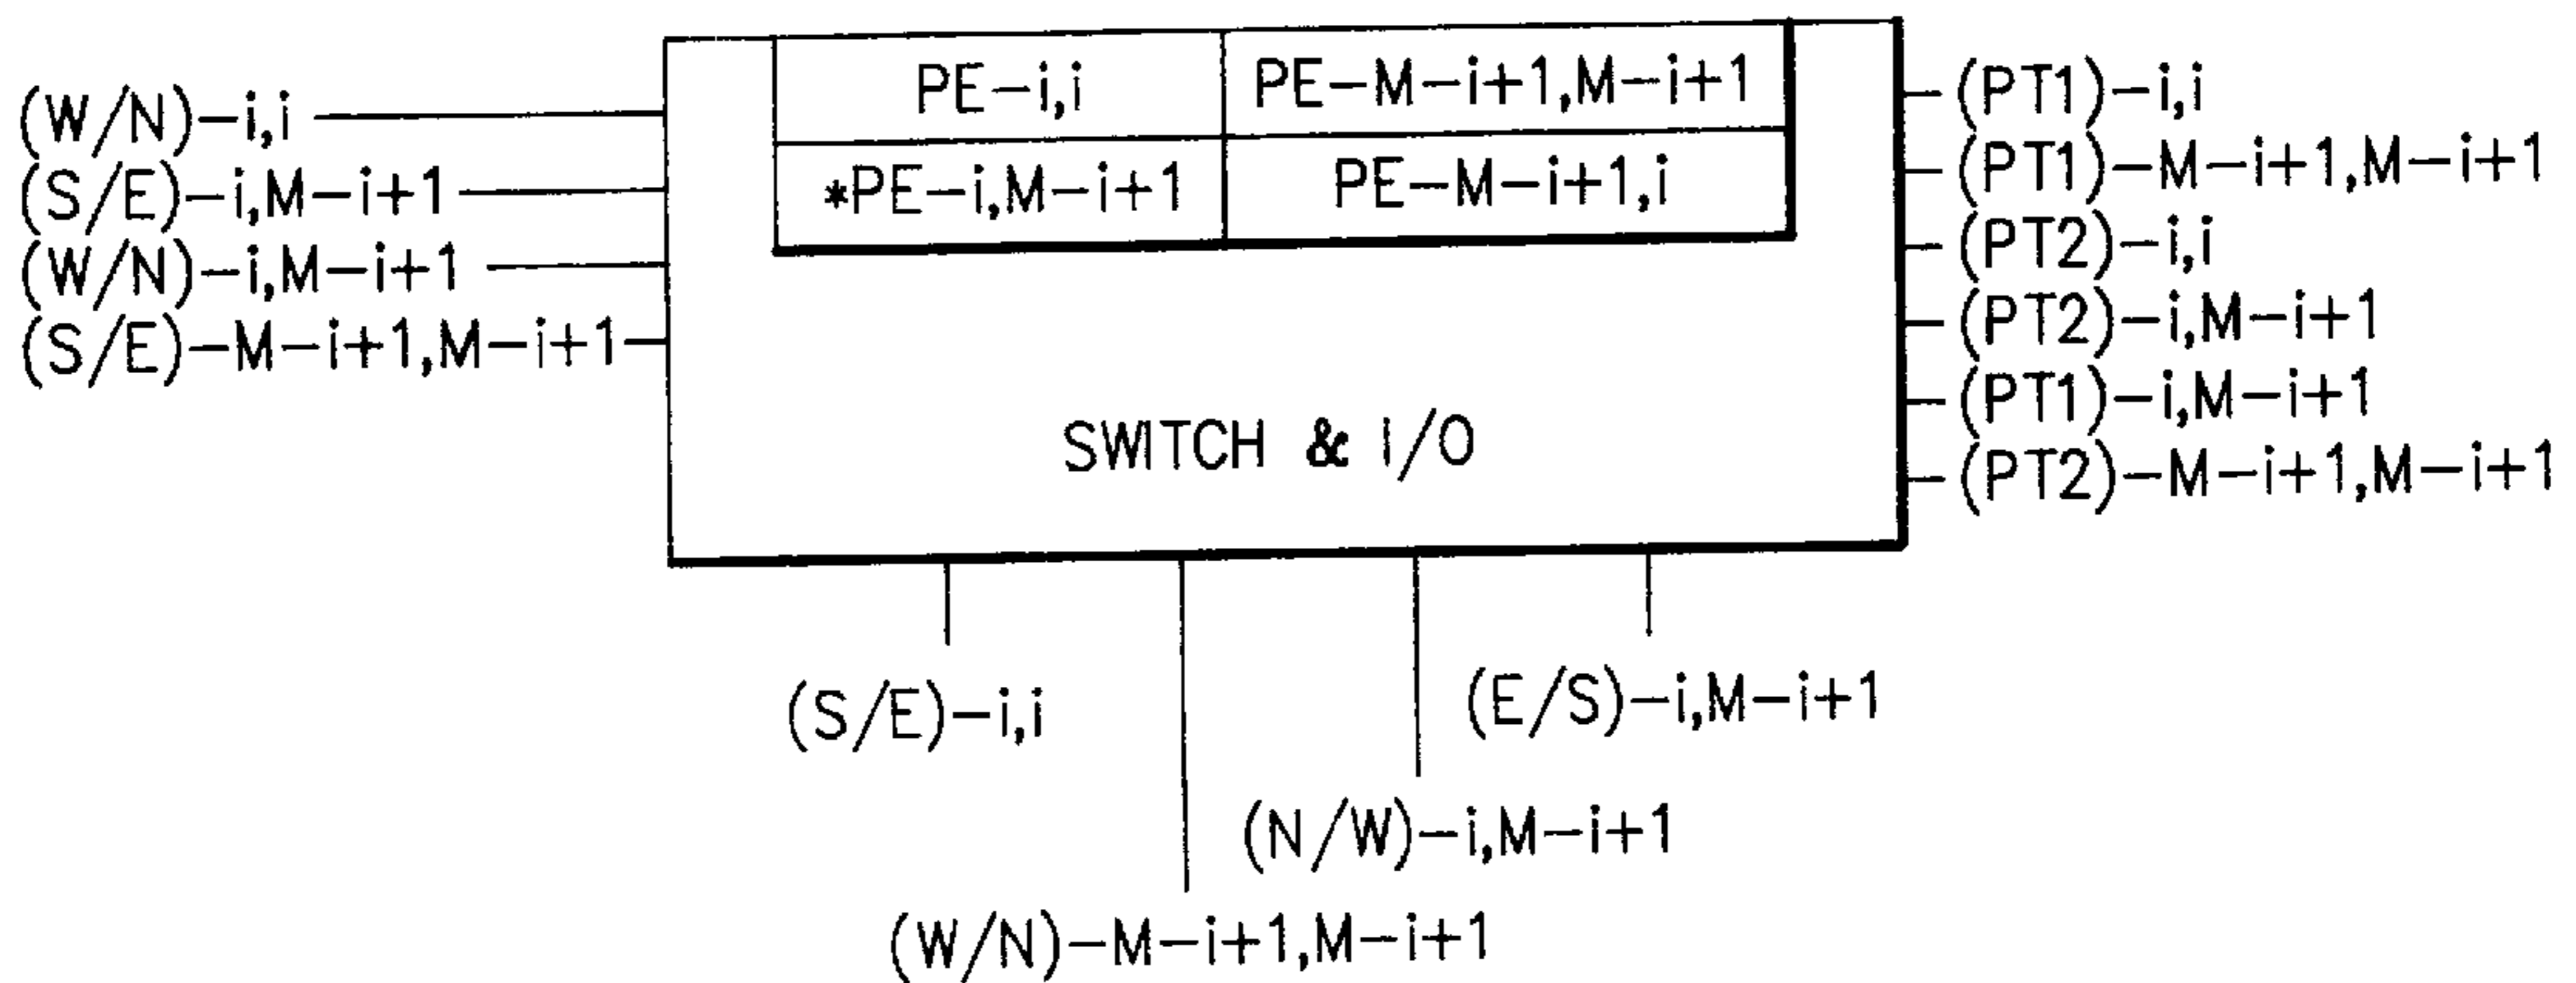 PE-i,i
PE-M-i+1,M-i+1
*PE-i,M-i+1
PE-M-i+1,i
(W/N)-i,i
(S/E)-i,M-i+1
(W/N)-i,M-i+1
(S/E)-M-i+1,M-i+1
SWITCH & I/O
(PT1)-i,i
(PT1)-M-i+1,M-i+1
(PT2)-i,i
(PT2)-i,M-i+1
(PT1)-i,M-i+1
(PT2)-M-i+1,M-i+1
(S/E)-i,i
(E/S)-i,M-i+1
(N/W)-i,M-i+1
(W/N)-M-i+1,M-i+1